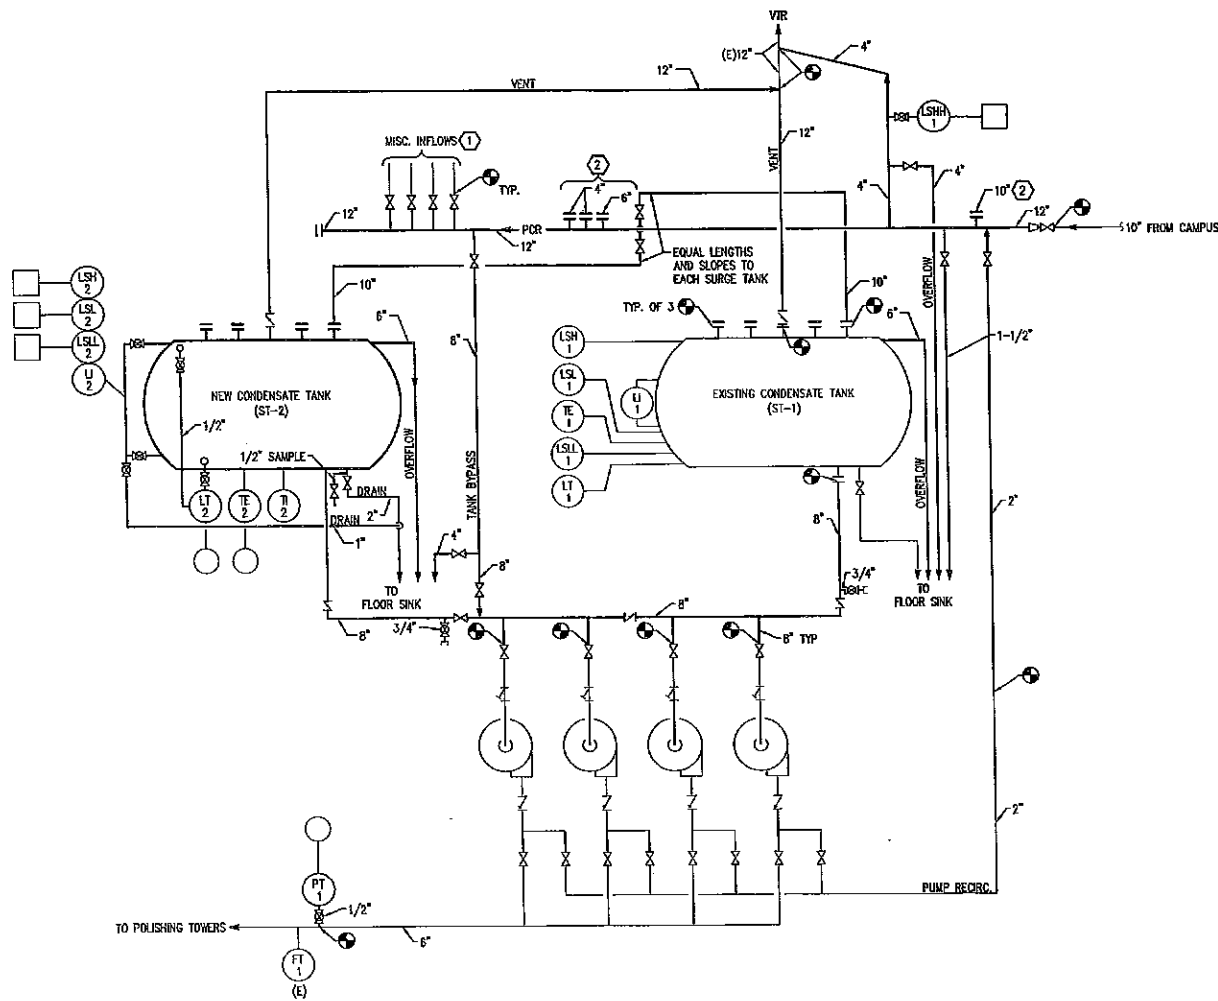 VTR
(E)12"
4"
12"
VENT
LSHH
1
MISC. INFLOWS 1
12"
VENT
2
TYP.
4"
6"
4"
4"
10" 2
12"
12"
PCR
12"
10" FROM CAMPUS
EQUAL LENGTHS
AND SLOPES TO
EACH SURGE TANK
OVERFLOW
LSH
2
10"
10"
TYP. OF 3
LSL
2
6"
6"
LSLL
2
8"
1-1/2"
LSH
1
LI
2
LSL
1
NEW CONDENSATE TANK
(ST-2)
EXISTING CONDENSATE TANK
(ST-1)
LI
1
TE
1
1/2"
1/2" SAMPLE
OVERFLOW
TANK BYPASS
LSLL
1
OVERFLOW
LT
1
LT
2
TE
2
TI
2
DRAIN
2"
DRAIN
1"
2"
8"
4"
8"
3/4"
TO
FLOOR SINK
TO
FLOOR SINK
8"
3/4"
8"
8" TYP
2"
PT
1
PUMP RECIRC.
1/2"
TO POLISHING TOWERS
6"
FT
1
(E)